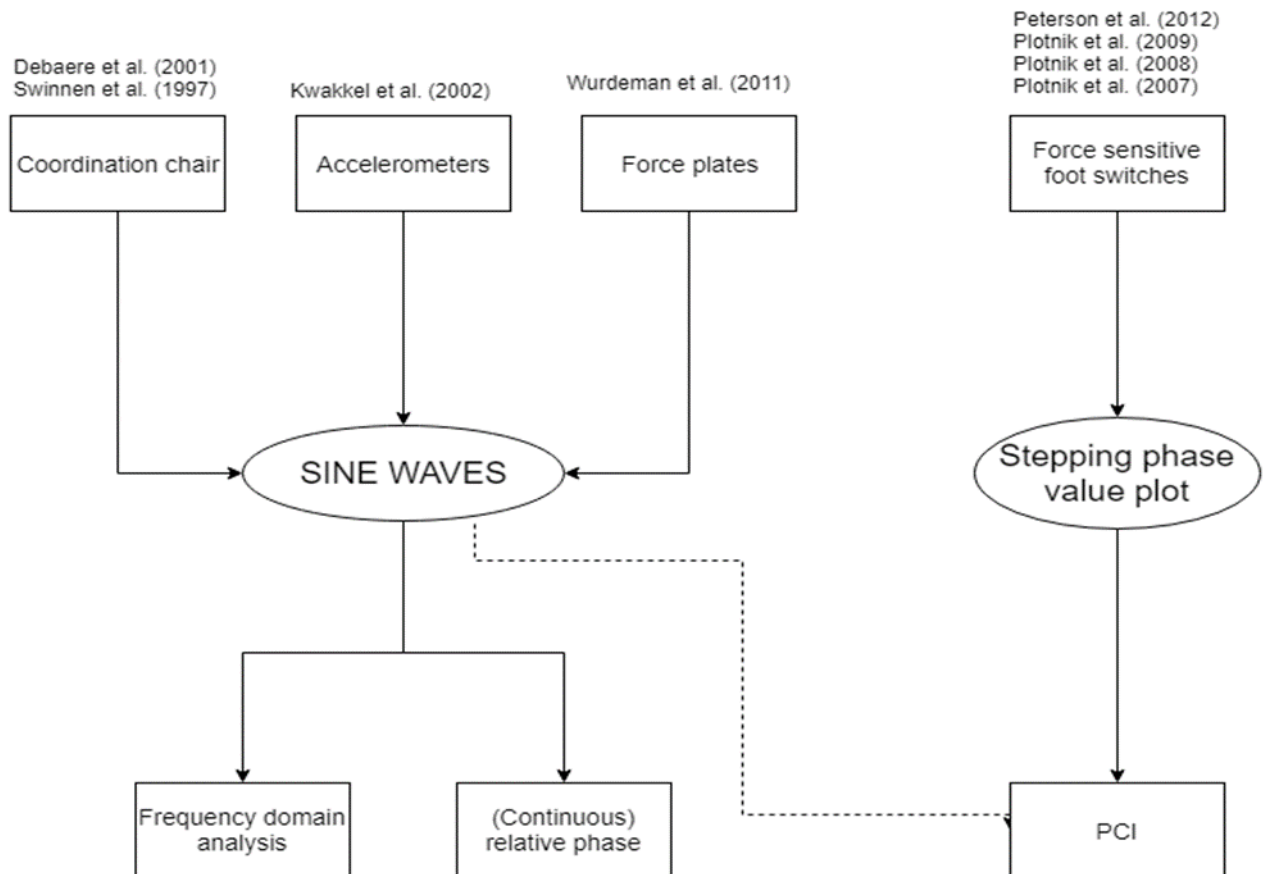 Debaere et al. (2001)
Swinnen et al. (1997)
Kwakkel et al. (2002)
Wurdeman et al. (2011)
Peterson et al. (2012)
Plotnik et al. (2009)
Plotnik et al. (2008)
Plotnik et al. (2007)
Coordination chair
Accelerometers
Force plates
Force sensitive
foot switches
SINE WAVES
Stepping phase
value plot
Frequency domain
analysis
(Continuous)
relative phase
PCI